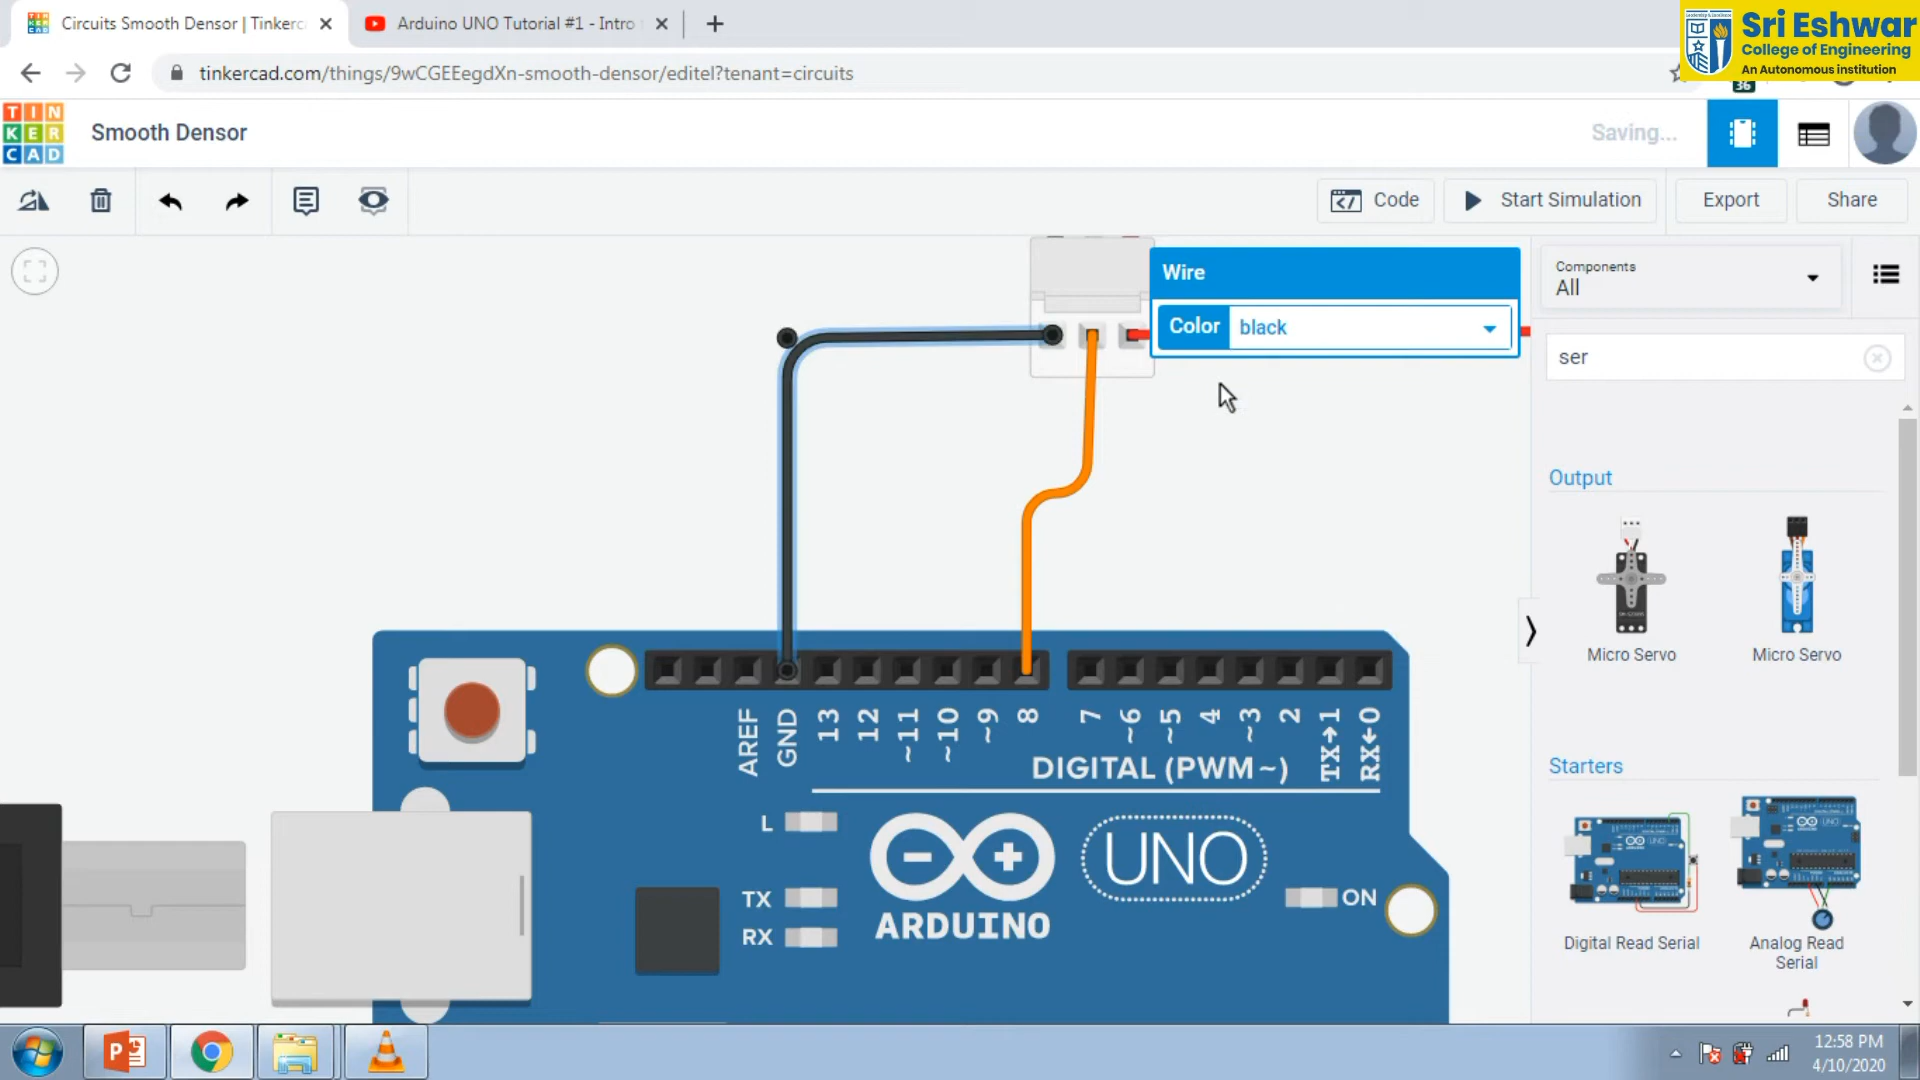 Circuits Smooth Densor | Tinkerc
Arduino UNO Tutorial #1 - Intro
tinkercad.com/things/9wCGEEegdXn-smooth-densor/editel?tenant=circuits
Sri Eshwar
College of Engineering
An Autonomous institution
36
TIN
KER
CAD
Smooth Densor
Saving...
Code
Start Simulation
Export
Share
Wire
Color
black
Components
All
ser
Output
Micro Servo
Micro Servo
Starters
Digital Read Serial
Analog Read
Serial
AREF
GND
13
12
~11
~10
~9
8
7
~6
~5
4
~3
2
TX→1
RX←0
DIGITAL (PWM~)
L
TX
RX
ARDUINO
UNO
ON
12:58 PM
4/10/2020